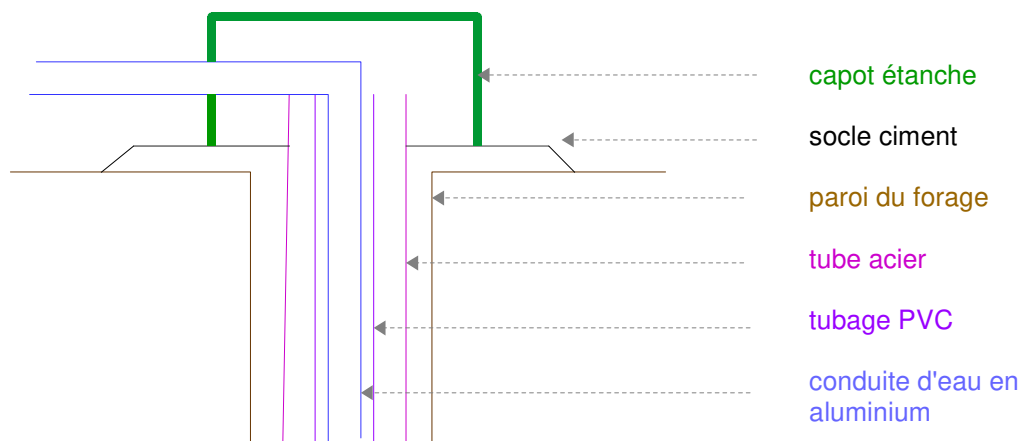 capot étanche
socle ciment
paroi du forage
tube acier
tubage PVC
conduite d'eau en
aluminium